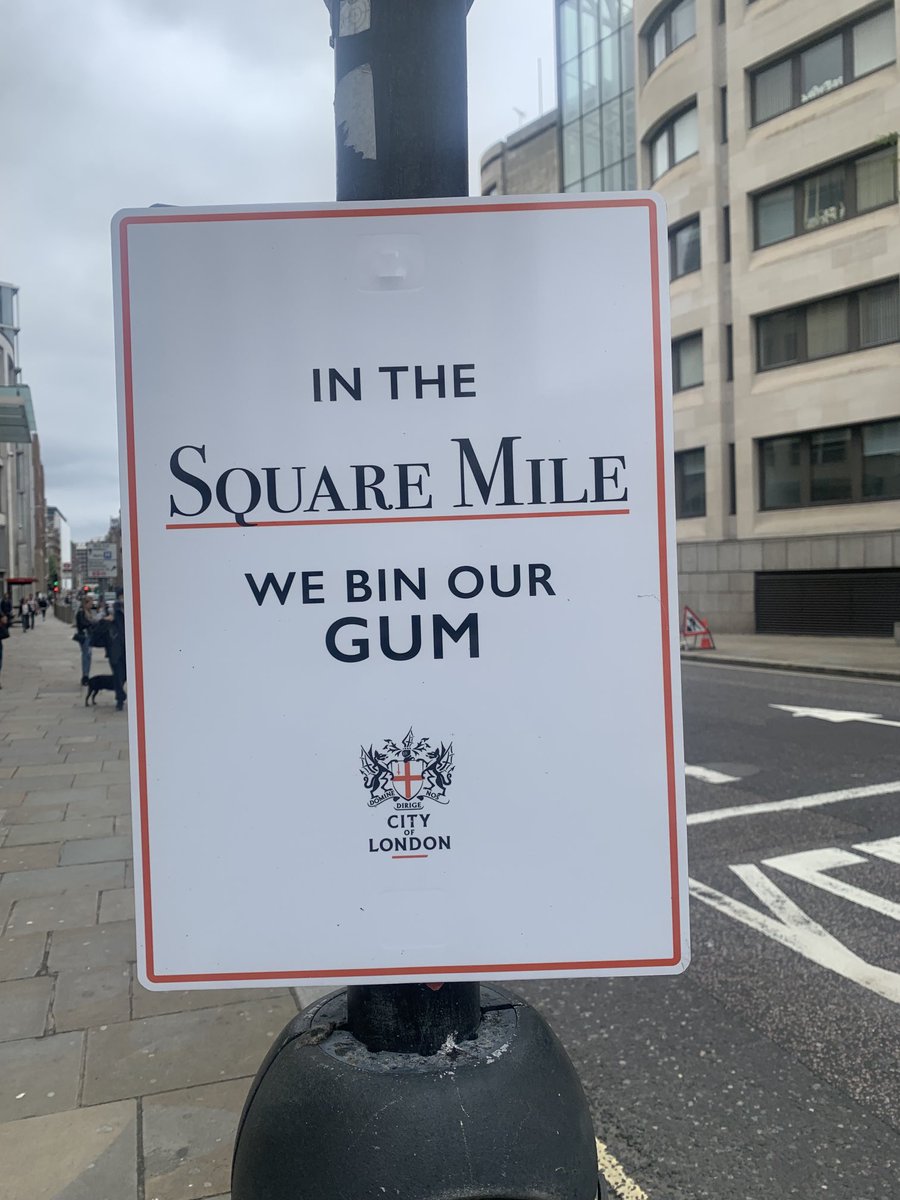 IN THE
SQUARE MILE
WE BIN OUR
GUM
DOMINE DIRIGE NOS
CITY
OF
LONDON